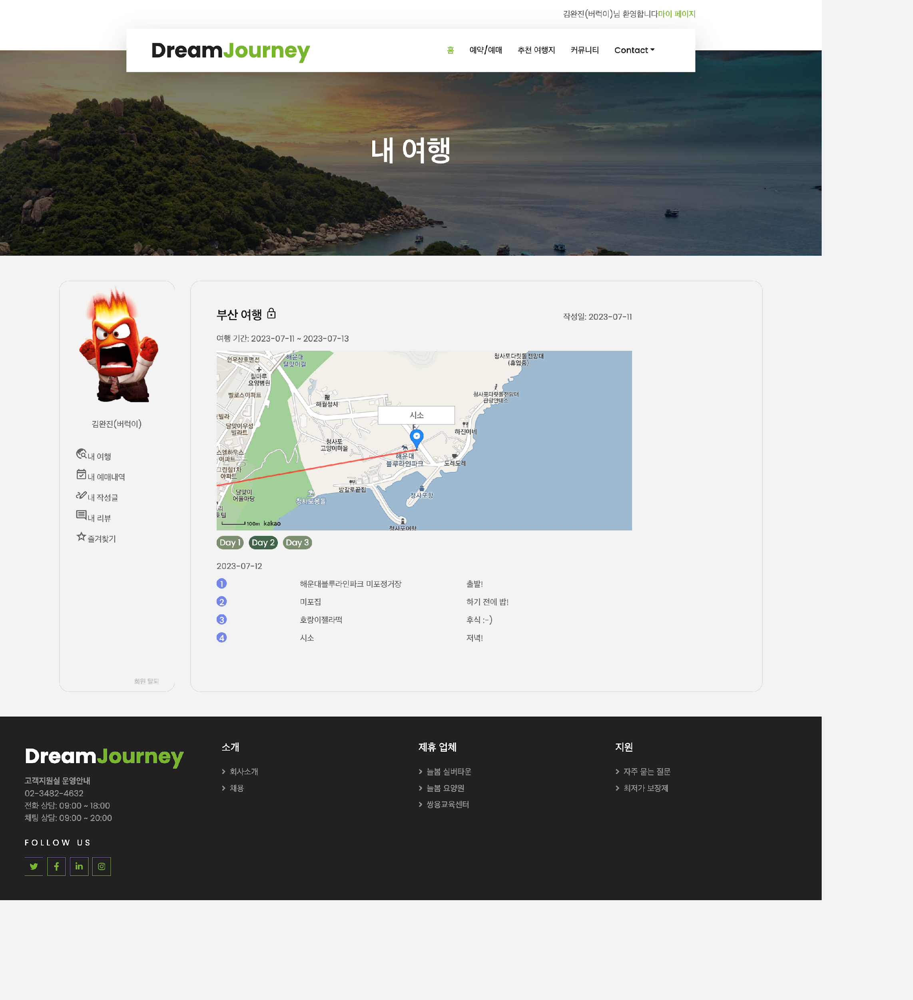 김완진(버럭이)님 환영합니다마이 페이지
DreamJourney
홈 예약/예매 추천 여행지 커뮤니티 Contact
내 여행
김완진(버럭이)
내 여행
내 예매내역
내 작성글
내 리뷰
즐겨찾기
회원 탈퇴
부산 여행
작성일: 2023-07-11
여행 기간: 2023-07-11 ~ 2023-07-13
현우산호맨션
해운대
달맞이길
청사포다릿돌전망대
(휴업중)
힐마루
요양병원
벨로스아파트
해월정사
청사포다릿돌전망대
관광안내소
시소
빌라
달맞이우성
빌라트
하진이네
청사포
고양이마을
스엘하우스
아파트
해운대
블루라인파크
도레도레
그린힐1차
아파트
달맞이
어울마당
방갈로끝집
청사포몽돌
청사포항
리
호텔
100m kakao
청사포어항
Day 1 Day 2 Day 3
2023-07-12
1 해운대블루라인파크 미포정거장 출발!
2 미포집 하기 전에 밥!
3 호랑이젤라떡 후식 :-)
4 시소 저녁!
DreamJourney
고객지원실 운영안내
02-3482-4632
전화 상담: 09:00 ~ 18:00
채팅 상담: 09:00 ~ 20:00
FOLLOW US
소개
회사소개
채용
제휴 업체
늘봄 실버타운
늘봄 요양원
쌍용교육센터
지원
자주 묻는 질문
최저가 보장제